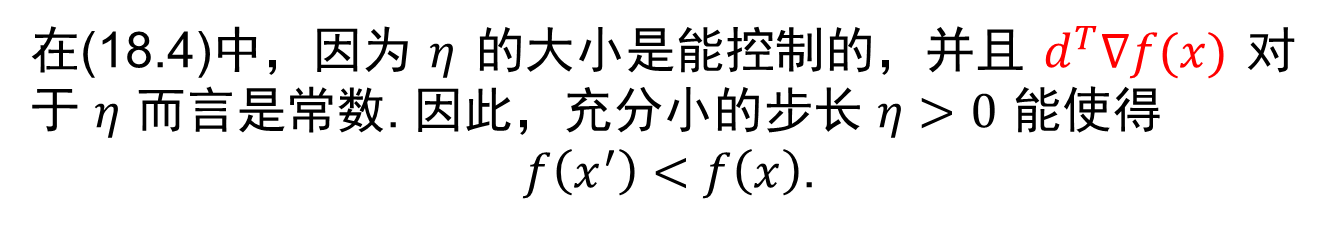 在(18.4)中，因为 𝜂 的大小是能控制的，并且 𝑑ᵀ∇𝑓(𝑥) 对
于 𝜂 而言是常数. 因此，充分小的步长 𝜂 > 0 能使得
𝑓(𝑥′) < 𝑓(𝑥).